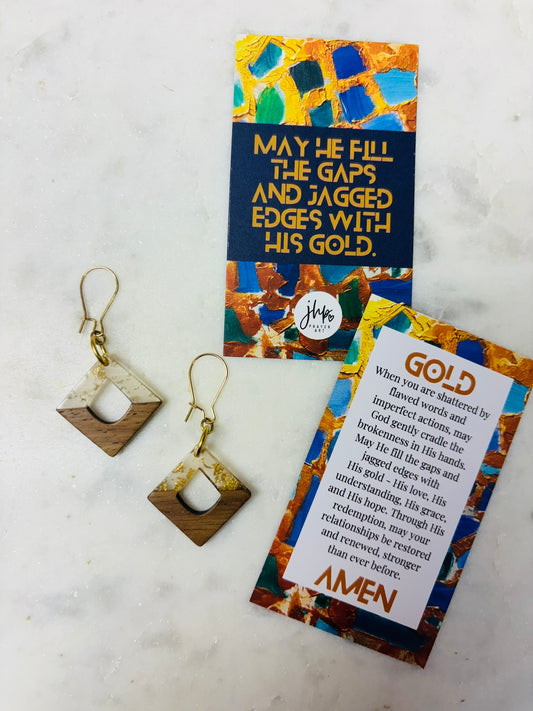 MAY HE FILL
THE GAPS
AND JAGGED
EDGES WITH
HIS GOLD.
jhp
PRAYER
ART
GOLD
When you are shattered by
flawed words and
imperfect actions, may
God gently cradle the
brokenness in His hands.
May He fill the gaps and
jagged edges with
His gold - His love, His
understanding, His grace,
and His hope. Through His
redemption, may your
relationships be restored
and renewed, stronger
than ever before.
AMEN